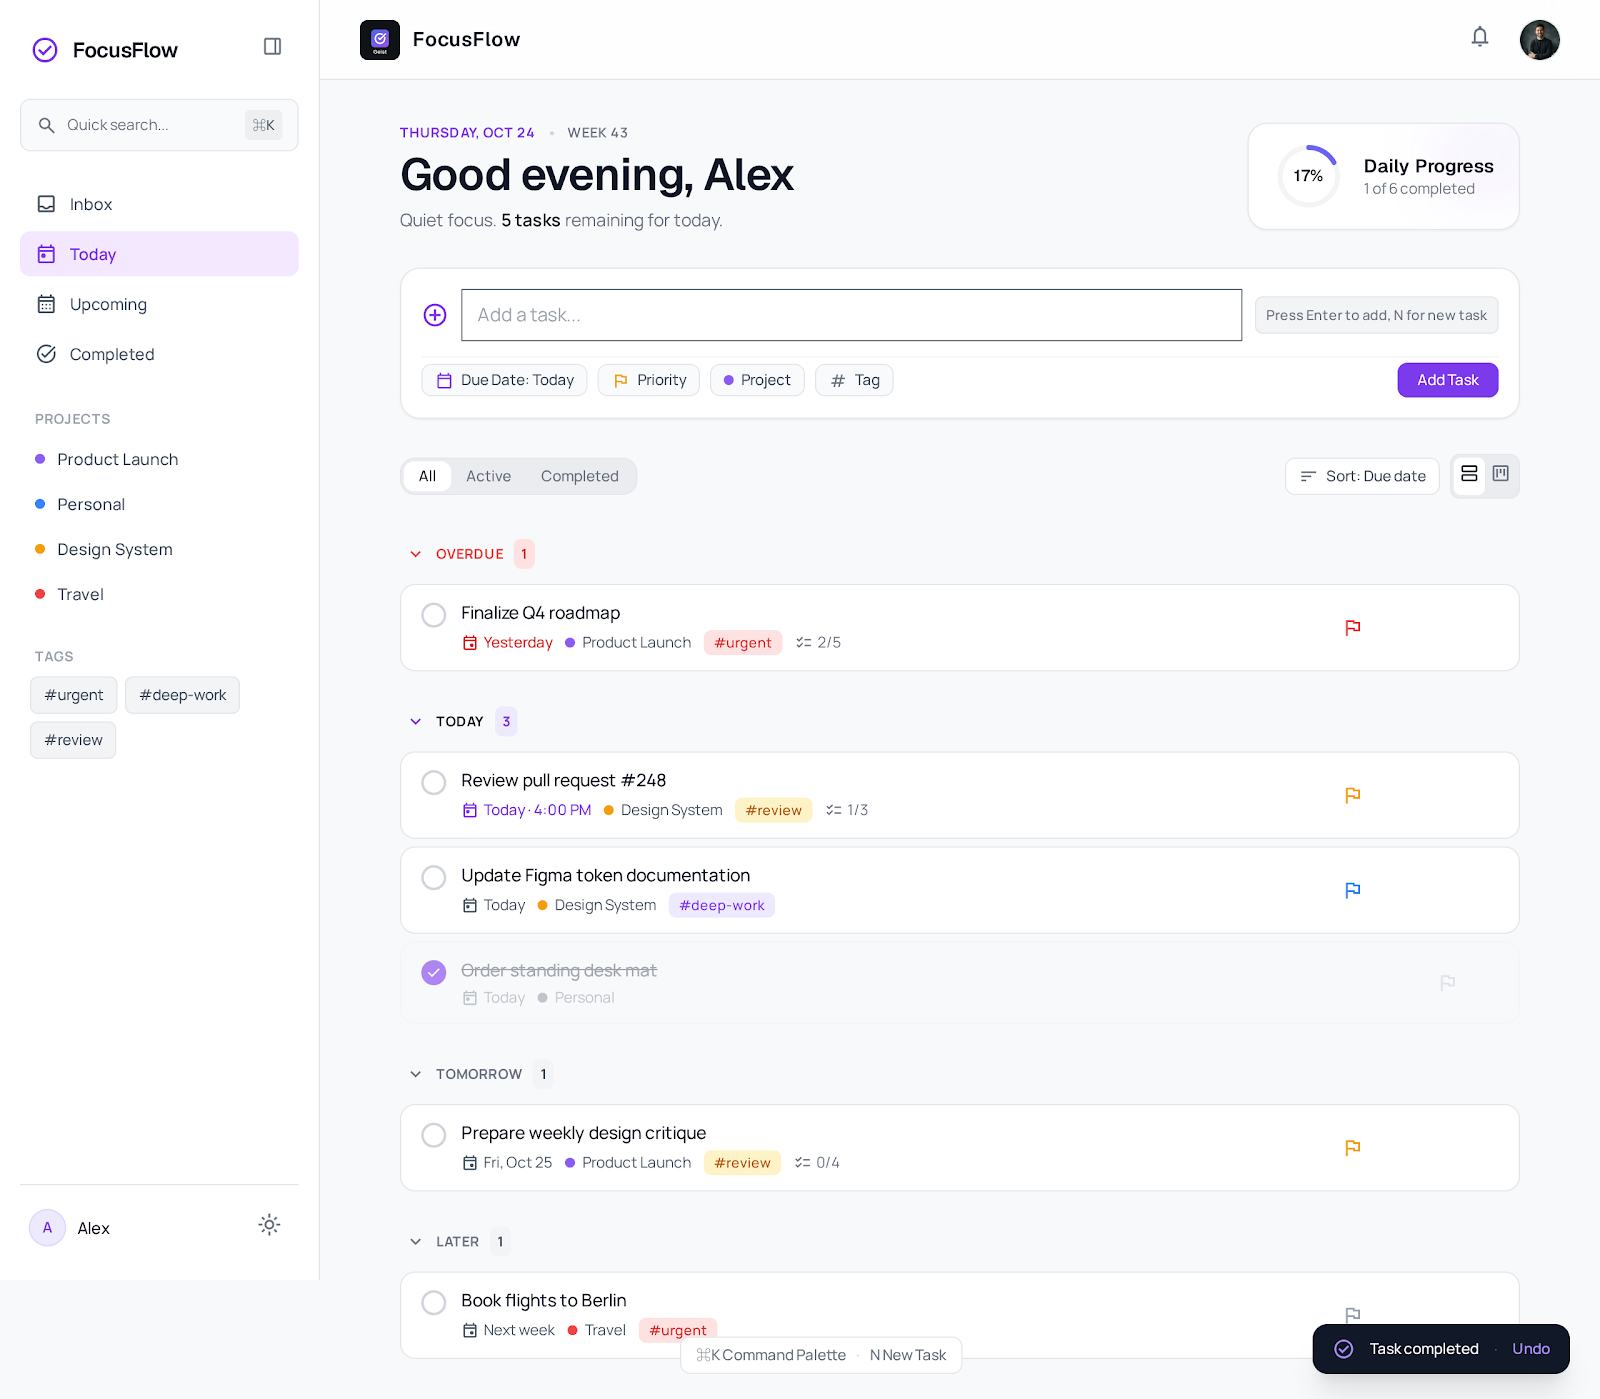 FocusFlow
Quick search...
⌘K
Inbox
Today
Upcoming
Completed
PROJECTS
Product Launch
Personal
Design System
Travel
TAGS
#urgent
#deep-work
#review
A
Alex
Geist
FocusFlow
THURSDAY, OCT 24 • WEEK 43
Good evening, Alex
Quiet focus. 5 tasks remaining for today.
17%
Daily Progress
1 of 6 completed
Add a task...
Press Enter to add, N for new task
Due Date: Today
Priority
Project
# Tag
Add Task
All
Active
Completed
Sort: Due date
OVERDUE 1
Finalize Q4 roadmap
Yesterday Product Launch #urgent 2/5
TODAY 3
Review pull request #248
Today · 4:00 PM Design System #review 1/3
Update Figma token documentation
Today Design System #deep-work
Order standing desk mat
Today Personal
TOMORROW 1
Prepare weekly design critique
Fri, Oct 25 Product Launch #review 0/4
LATER 1
Book flights to Berlin
Next week Travel #urgent
⌘K Command Palette · N New Task
Task completed · Undo